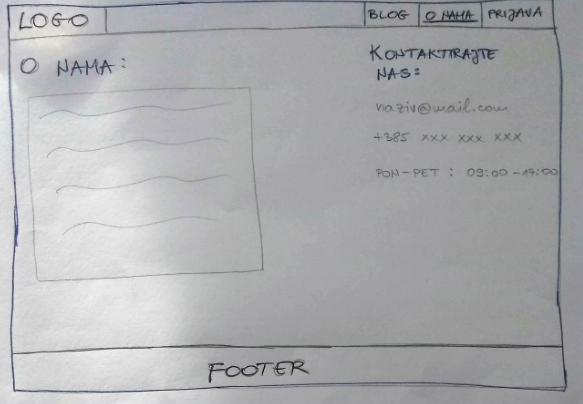 LOGO
BLOG
O NAMA
PRIJAVA
O NAMA:
KONTAKTIRAJTE
NAS:
naziv@mail.com
+385 xxx xxx xxx
PON-PET : 09:00-17:00
FOOTER